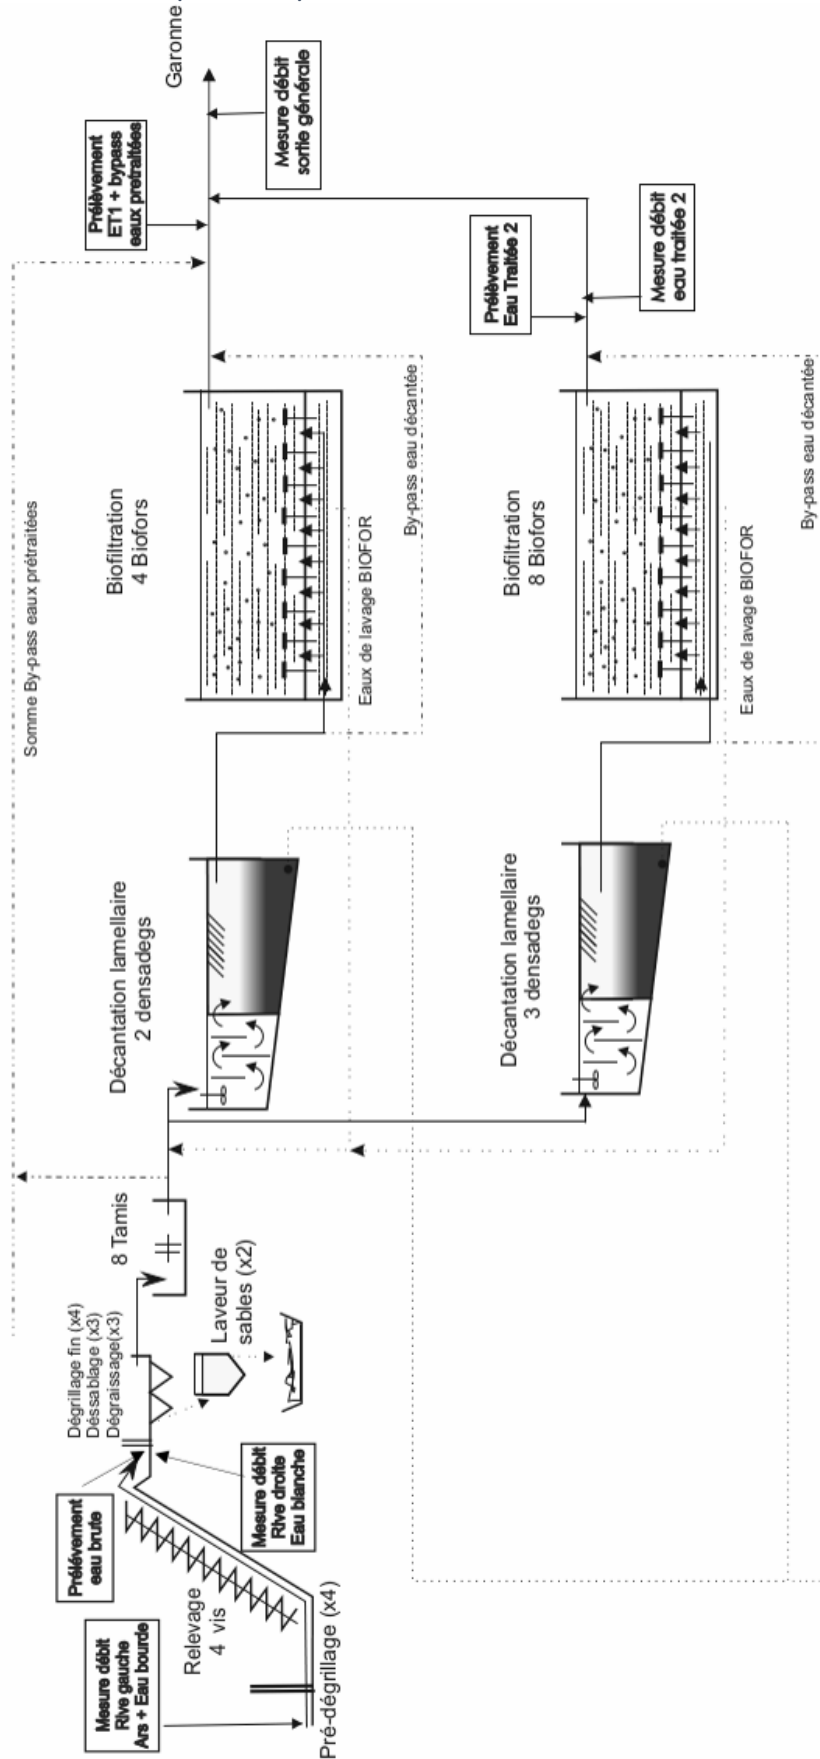 Mesure débit
Rive gauche
Ars + Eau bourde
Pré-dégrillage (x4)
Relevage
4 vis
Prélévement
eau brute
Mesure débit
Rive droite
Eau blanche
Dégrillage fin (x4)
Déssablage (x3)
Dégraissage(x3)
Laveur de
sables (x2)
8 Tamis
Somme By-pass eaux prétraitées
Décantation lamellaire
2 densadegs
Biofiltration
4 Biofors
Eaux de lavage BIOFOR
By-pass eau décantée
Prélèvement
ET1 + bypass
eaux pretraitées
Mesure débit
sortie générale
Garonne
Décantation lamellaire
3 densadegs
Biofiltration
8 Biofors
Eaux de lavage BIOFOR
By-pass eau décantée
Prélèvement
Eau Traitée 2
Mesure débit
eau traitée 2